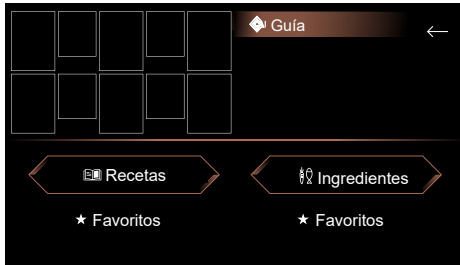 Guía
Recetas
Ingredientes
Favoritos
Favoritos